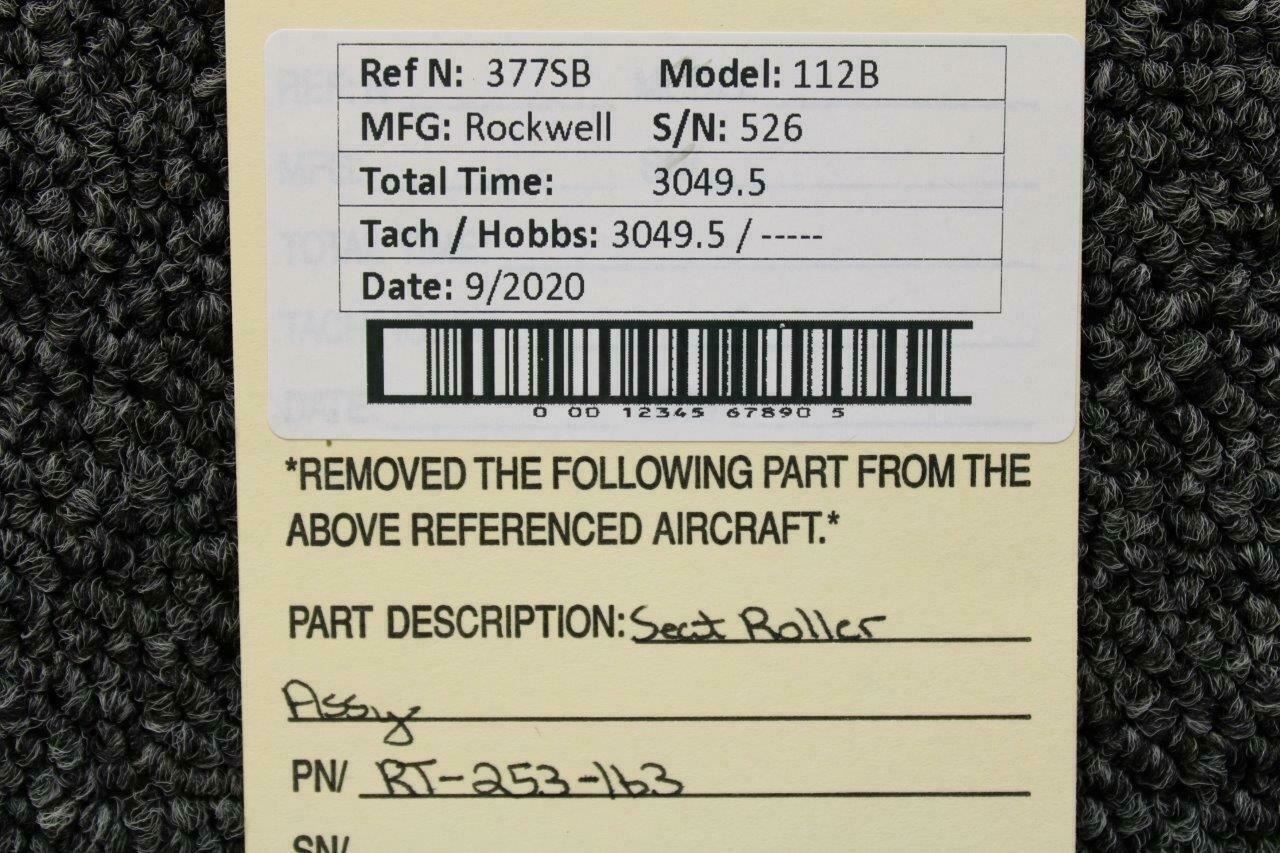 Ref N: 377SB Model: 112B
MFG: Rockwell S/N: 526
Total Time: 3049.5
Tach / Hobbs: 3049.5 / -----
Date: 9/2020
0 00 12345 67890 5
*REMOVED THE FOLLOWING PART FROM THE
ABOVE REFERENCED AIRCRAFT.*
PART DESCRIPTION: Seat Roller
Assy
PN/ RT-253-163
SN/